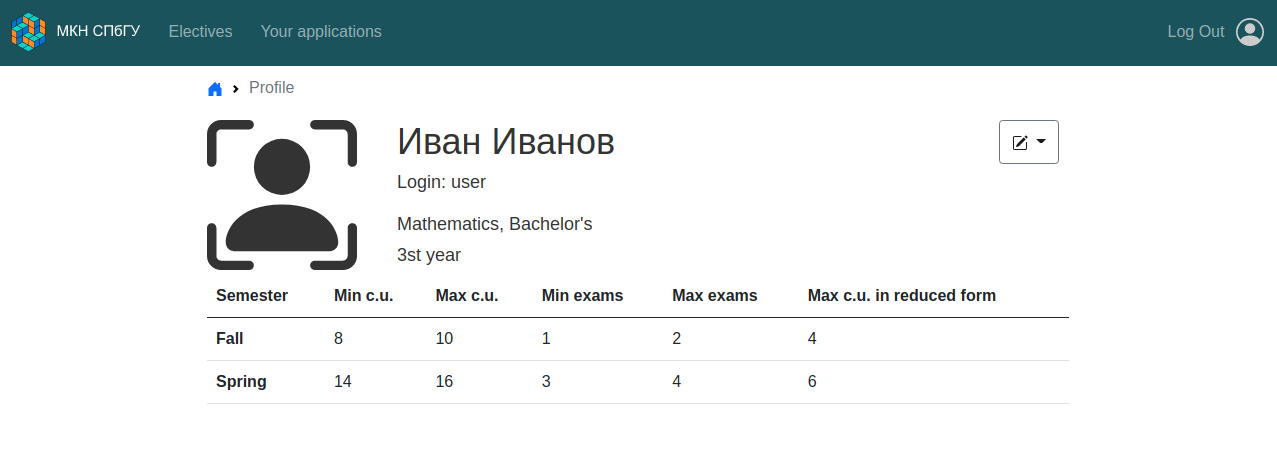 МКН СПбГУ Electives Your applications Log Out
Profile
Иван Иванов
Login: user
Mathematics, Bachelor's
3st year
Semester Min c.u. Max c.u. Min exams Max exams Max c.u. in reduced form
Fall 8 10 1 2 4
Spring 14 16 3 4 6